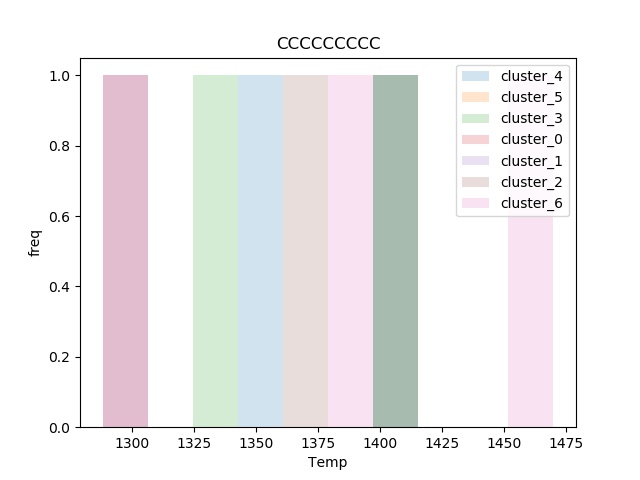 CCCCCCCCC
1.0
0.8
0.6
0.4
0.2
0.0
freq
cluster_4
cluster_5
cluster_3
cluster_0
cluster_1
cluster_2
cluster_6
1300 1325 1350 1375 1400 1425 1450 1475
Temp